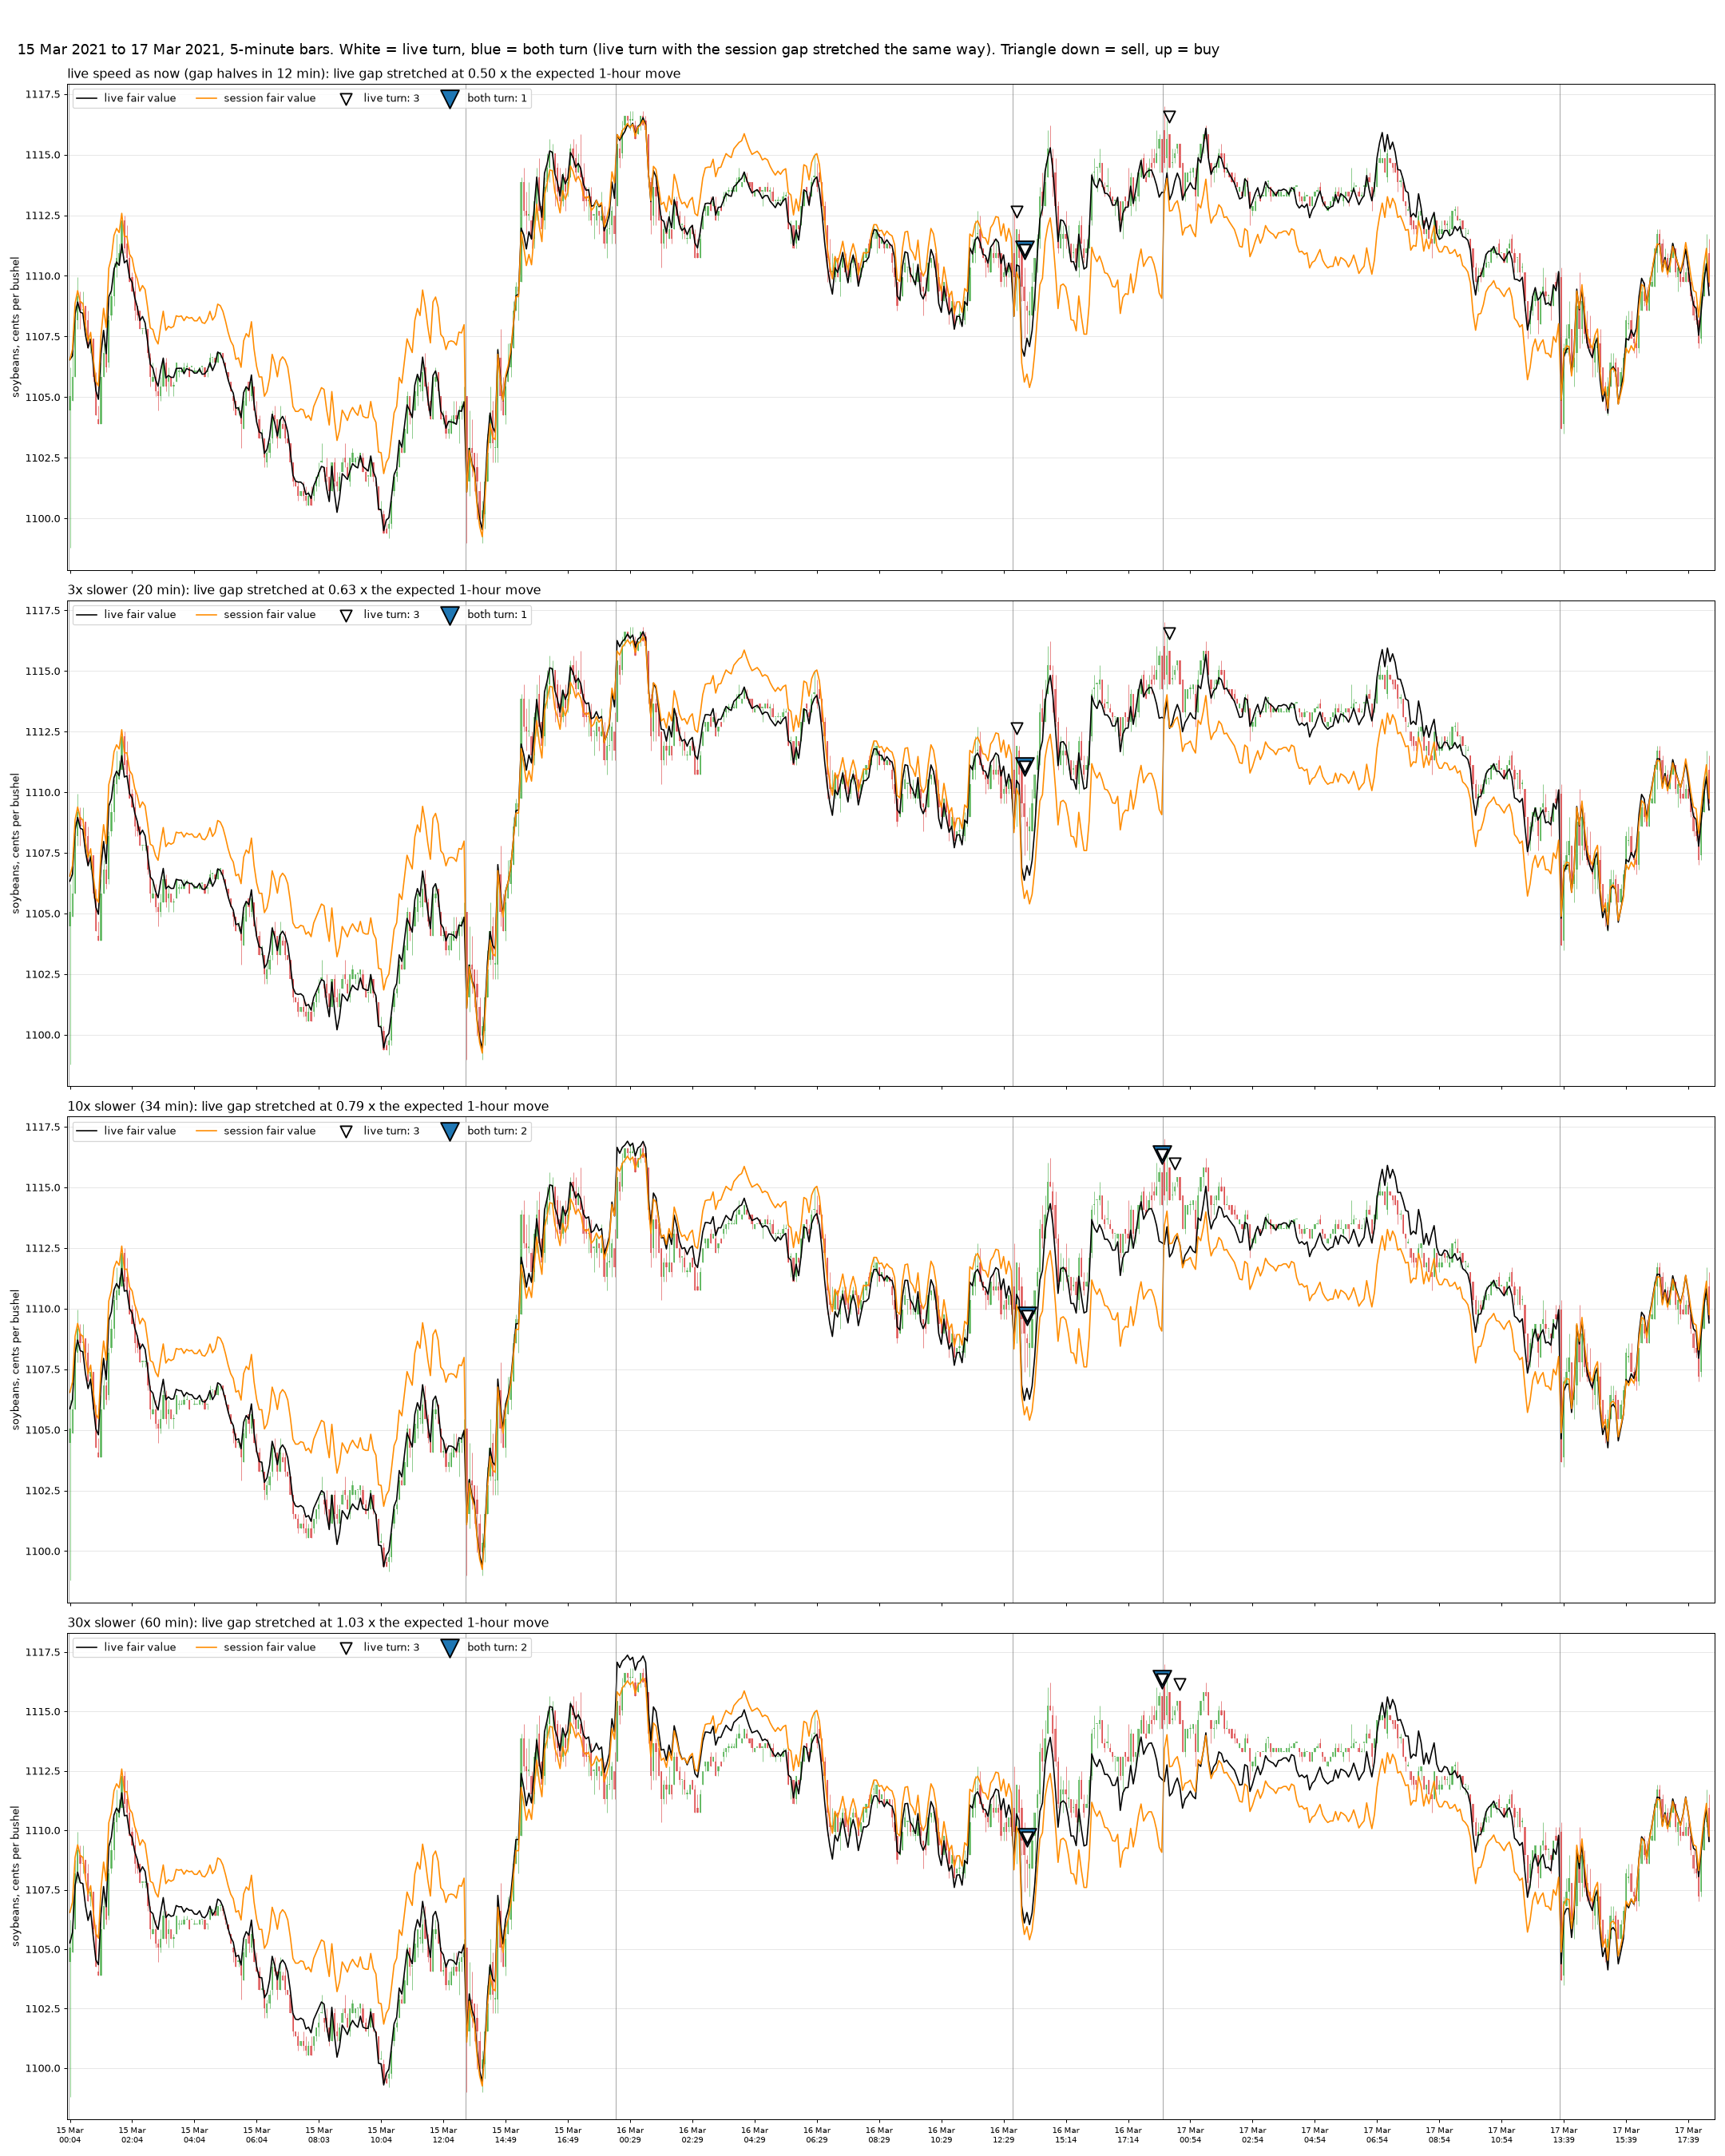 15 Mar 2021 to 17 Mar 2021, 5-minute bars. White = live turn, blue = both turn (live turn with the session gap stretched the same way). Triangle down = sell, up = buy
live speed as now (gap halves in 12 min): live gap stretched at 0.50 x the expected 1-hour move
live fair value session fair value live turn: 3 both turn: 1
1117.5
1115.0
1112.5
1110.0
1107.5
1105.0
1102.5
1100.0
soybeans, cents per bushel
3x slower (20 min): live gap stretched at 0.63 x the expected 1-hour move
live fair value session fair value live turn: 3 both turn: 1
1117.5
1115.0
1112.5
1110.0
1107.5
1105.0
1102.5
1100.0
soybeans, cents per bushel
10x slower (34 min): live gap stretched at 0.79 x the expected 1-hour move
live fair value session fair value live turn: 3 both turn: 2
1117.5
1115.0
1112.5
1110.0
1107.5
1105.0
1102.5
1100.0
soybeans, cents per bushel
30x slower (60 min): live gap stretched at 1.03 x the expected 1-hour move
live fair value session fair value live turn: 3 both turn: 2
1117.5
1115.0
1112.5
1110.0
1107.5
1105.0
1102.5
1100.0
soybeans, cents per bushel
15 Mar 15 Mar 15 Mar 15 Mar 15 Mar 15 Mar 15 Mar 15 Mar 15 Mar 16 Mar 16 Mar 16 Mar 16 Mar 16 Mar 16 Mar 16 Mar 16 Mar 16 Mar 17 Mar 17 Mar 17 Mar 17 Mar 17 Mar 17 Mar 17 Mar 17 Mar 17 Mar
00:04 02:04 04:04 06:04 08:03 10:04 12:04 14:49 16:49 00:29 02:29 04:29 06:29 08:29 10:29 12:29 15:14 17:14 00:54 02:54 04:54 06:54 08:54 10:54 13:39 15:39 17:39